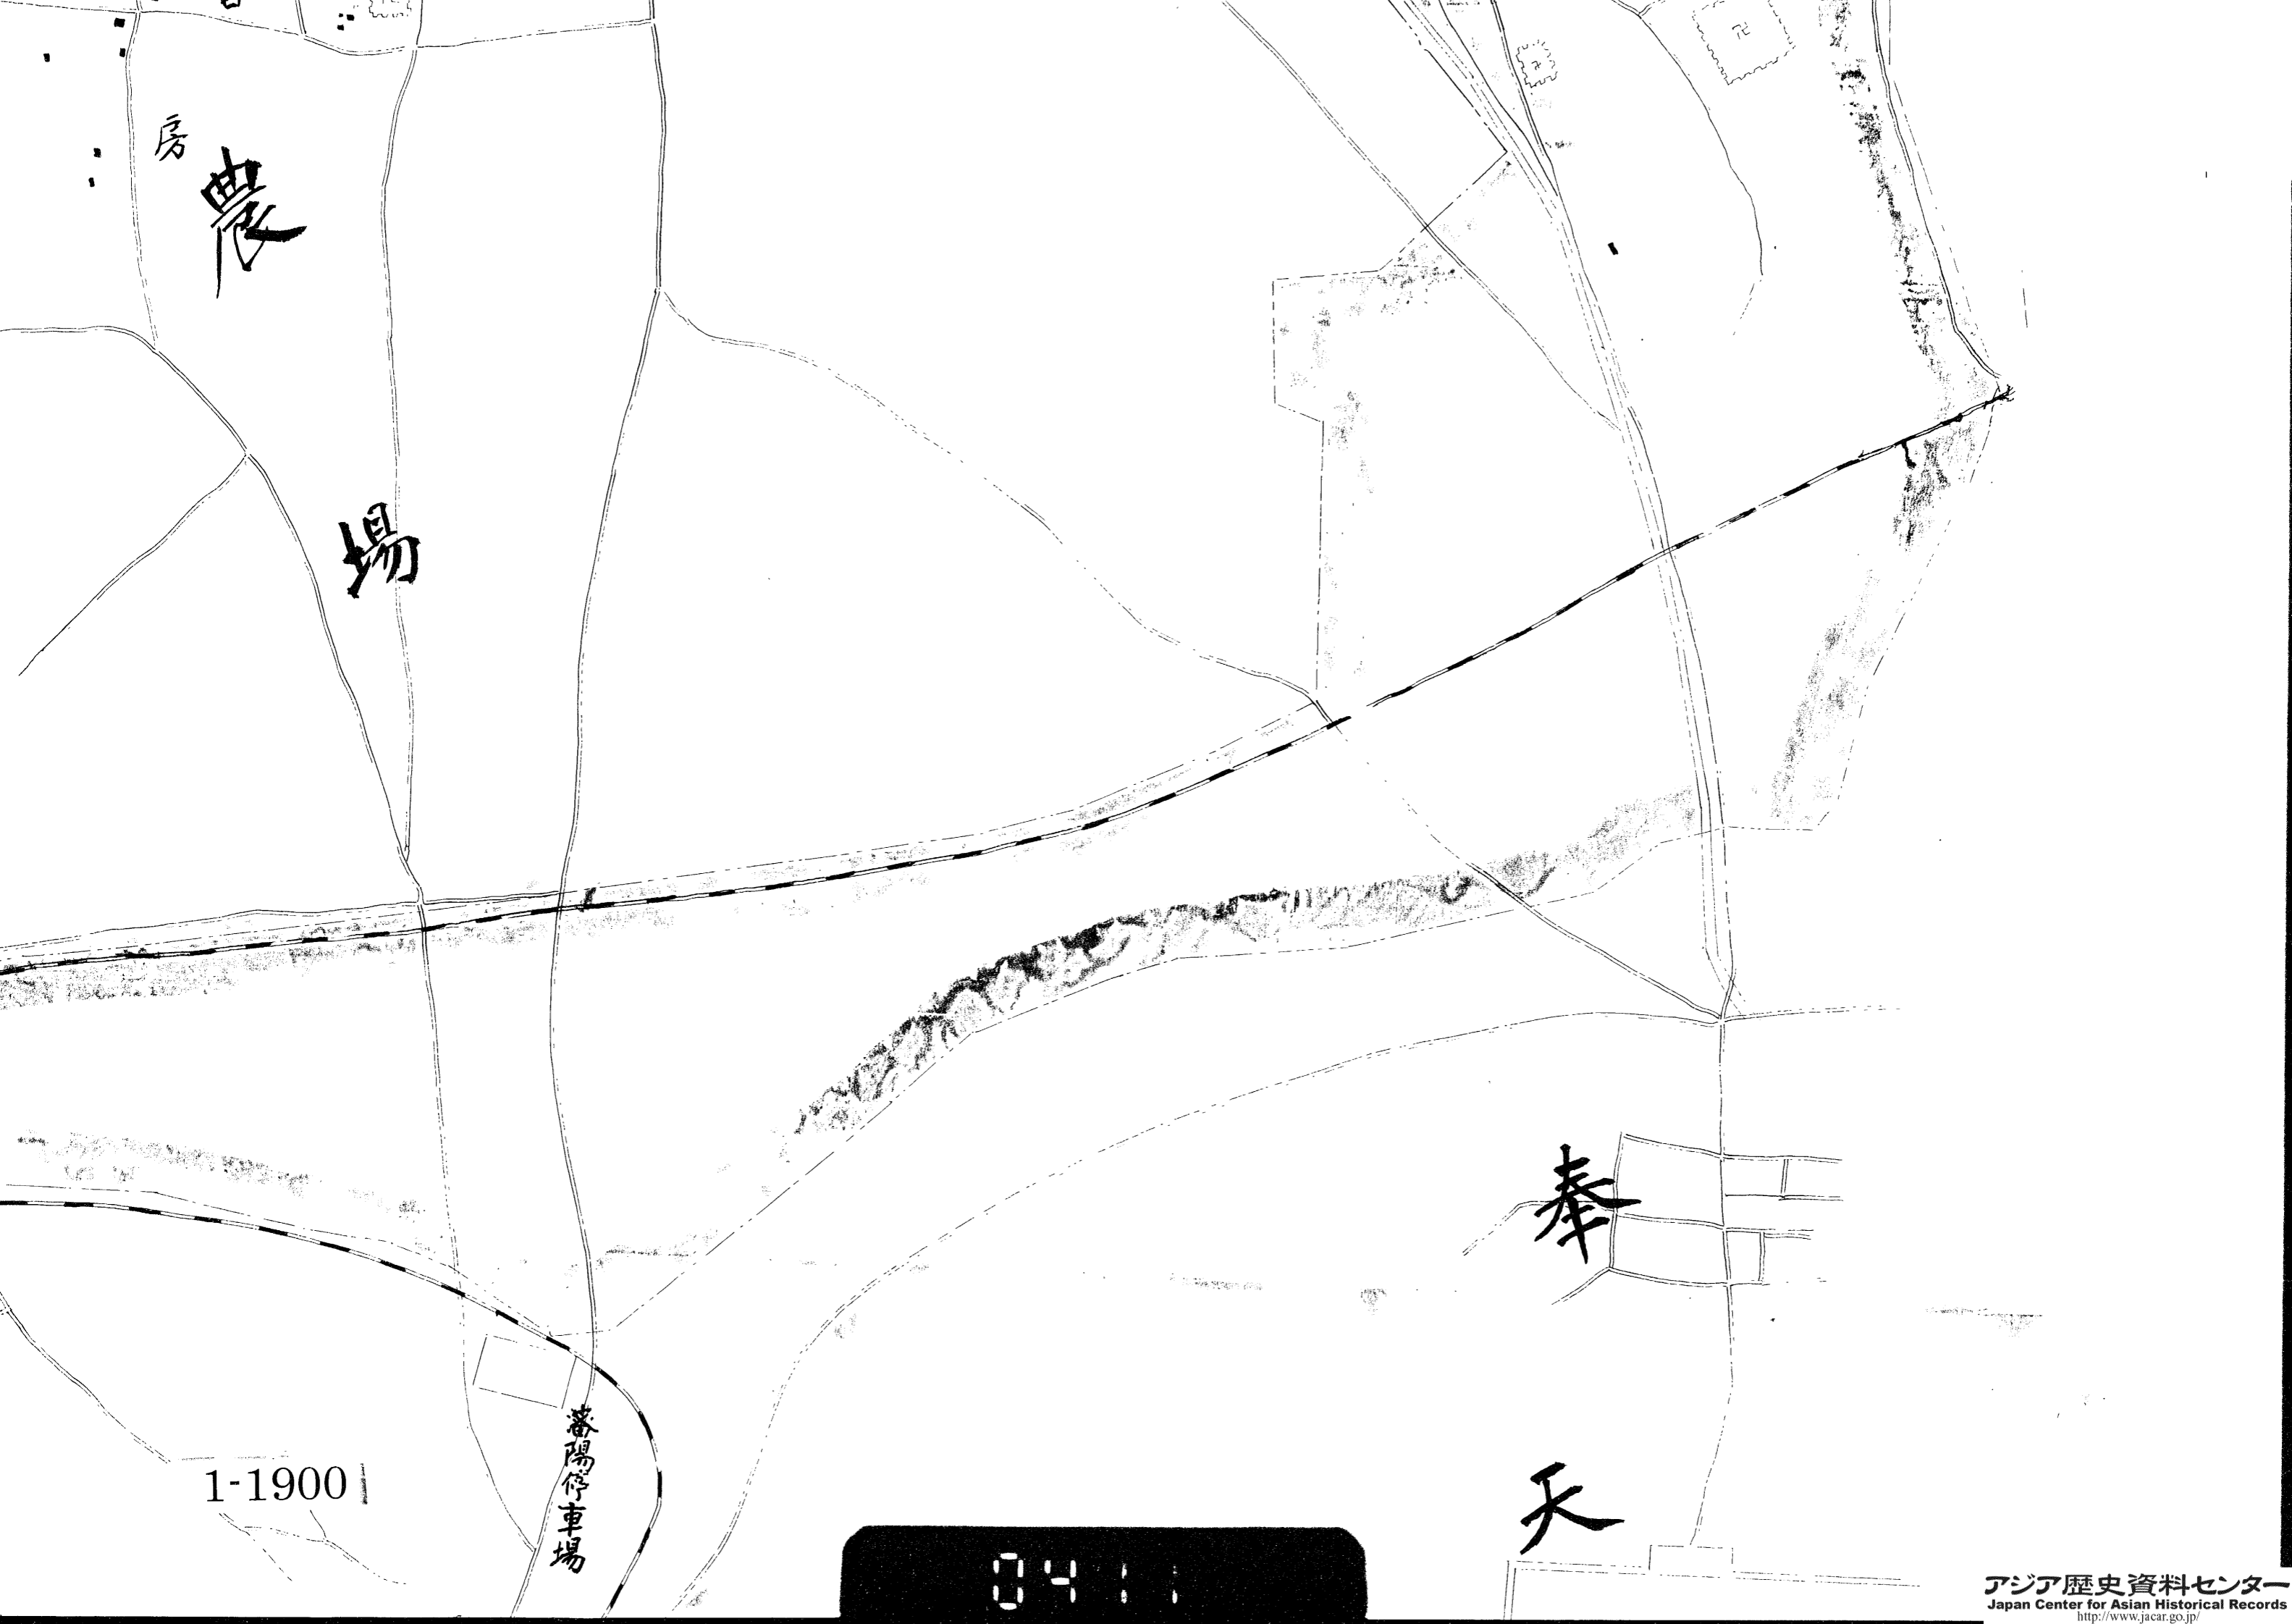 房
農
場
奉
天
瀋陽停車場
1-1900
0411
アジア歴史資料センター
Japan Center for Asian Historical Records
http://www.jacar.go.jp/